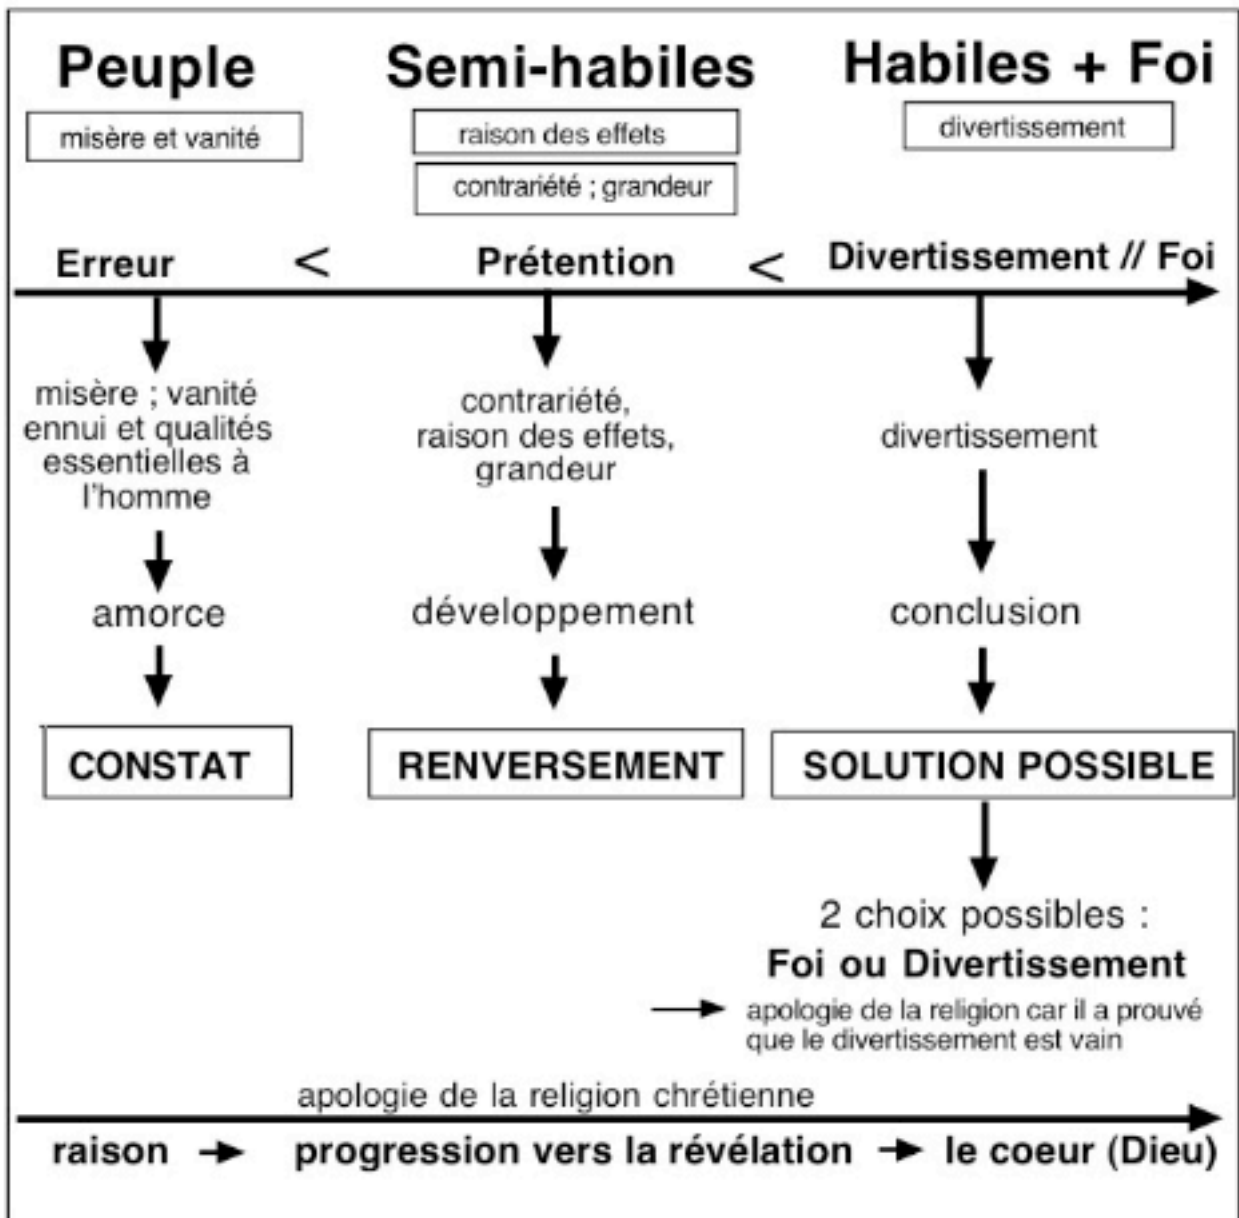 Peuple
Semi-habiles
Habiles + Foi
misère et vanité
raison des effets
divertissement
contrariété ; grandeur
Erreur < Prétention < Divertissement // Foi
misère ; vanité
ennui et qualités
essentielles à
l'homme
contrariété,
raison des effets,
grandeur
divertissement
amorce
développement
conclusion
CONSTAT
RENVERSEMENT
SOLUTION POSSIBLE
2 choix possibles :
Foi ou Divertissement
apologie de la religion car il a prouvé
que le divertissement est vain
apologie de la religion chrétienne
raison → progression vers la révélation → le coeur (Dieu)